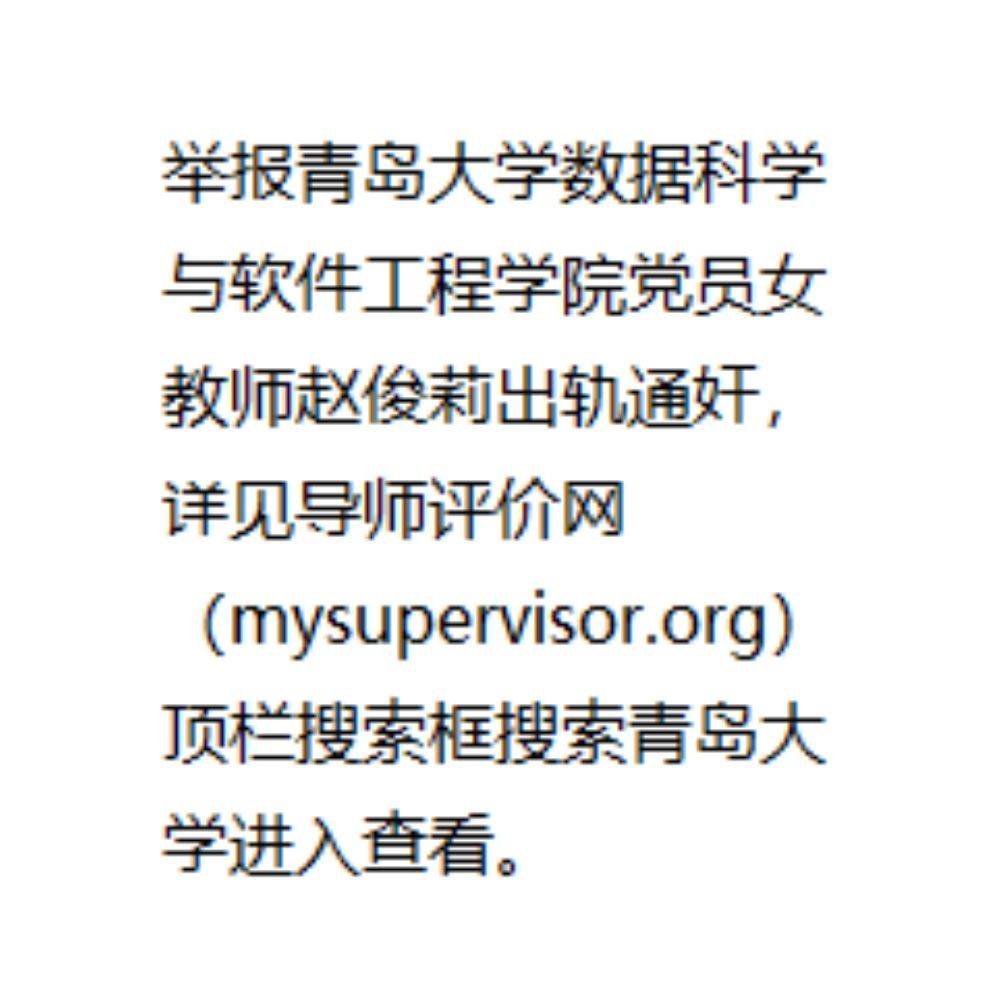 举报青岛大学数据科学
与软件工程学院党员女
教师赵俊莉出轨通奸，
详见导师评价网
（mysupervisor.org）
顶栏搜索框搜索青岛大
学进入查看。